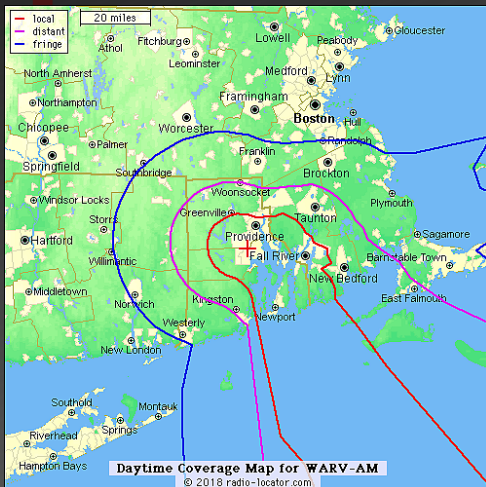 local
distant
fringe
20 miles
Gloucester
Lowell
Fitchburg
Athol
Peabody
Leominster
Lynn
Medford
North Amherst
Framingham
Northampton
Boston
Hull
Chicopee
Worcester
Randolph
Palmer
Franklin
Springfield
Brockton
Southbridge
Woonsocket
Plymouth
Windsor Locks
Greenville
Taunton
Storrs
Providence
Sagamore
Hartford
Fall River
Barnstable Town
Willimantic
New Bedford
Middletown
East Falmouth
Norwich
Kingston
Newport
Westerly
New London
Southold
Montauk
Springs
Riverhead
Hampton Bays
Daytime Coverage Map for WARV-AM
© 2018 radio-locator.com